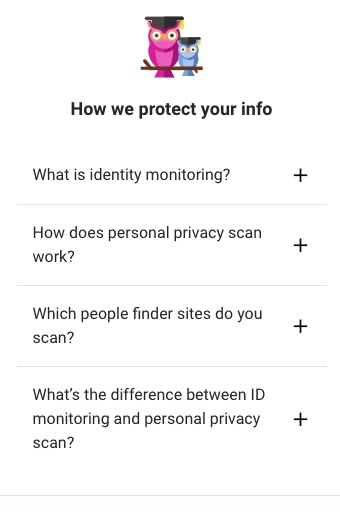 How we protect your info
What is identity monitoring?
How does personal privacy scan
work?
Which people finder sites do you
scan?
What’s the difference between ID
monitoring and personal privacy
scan?